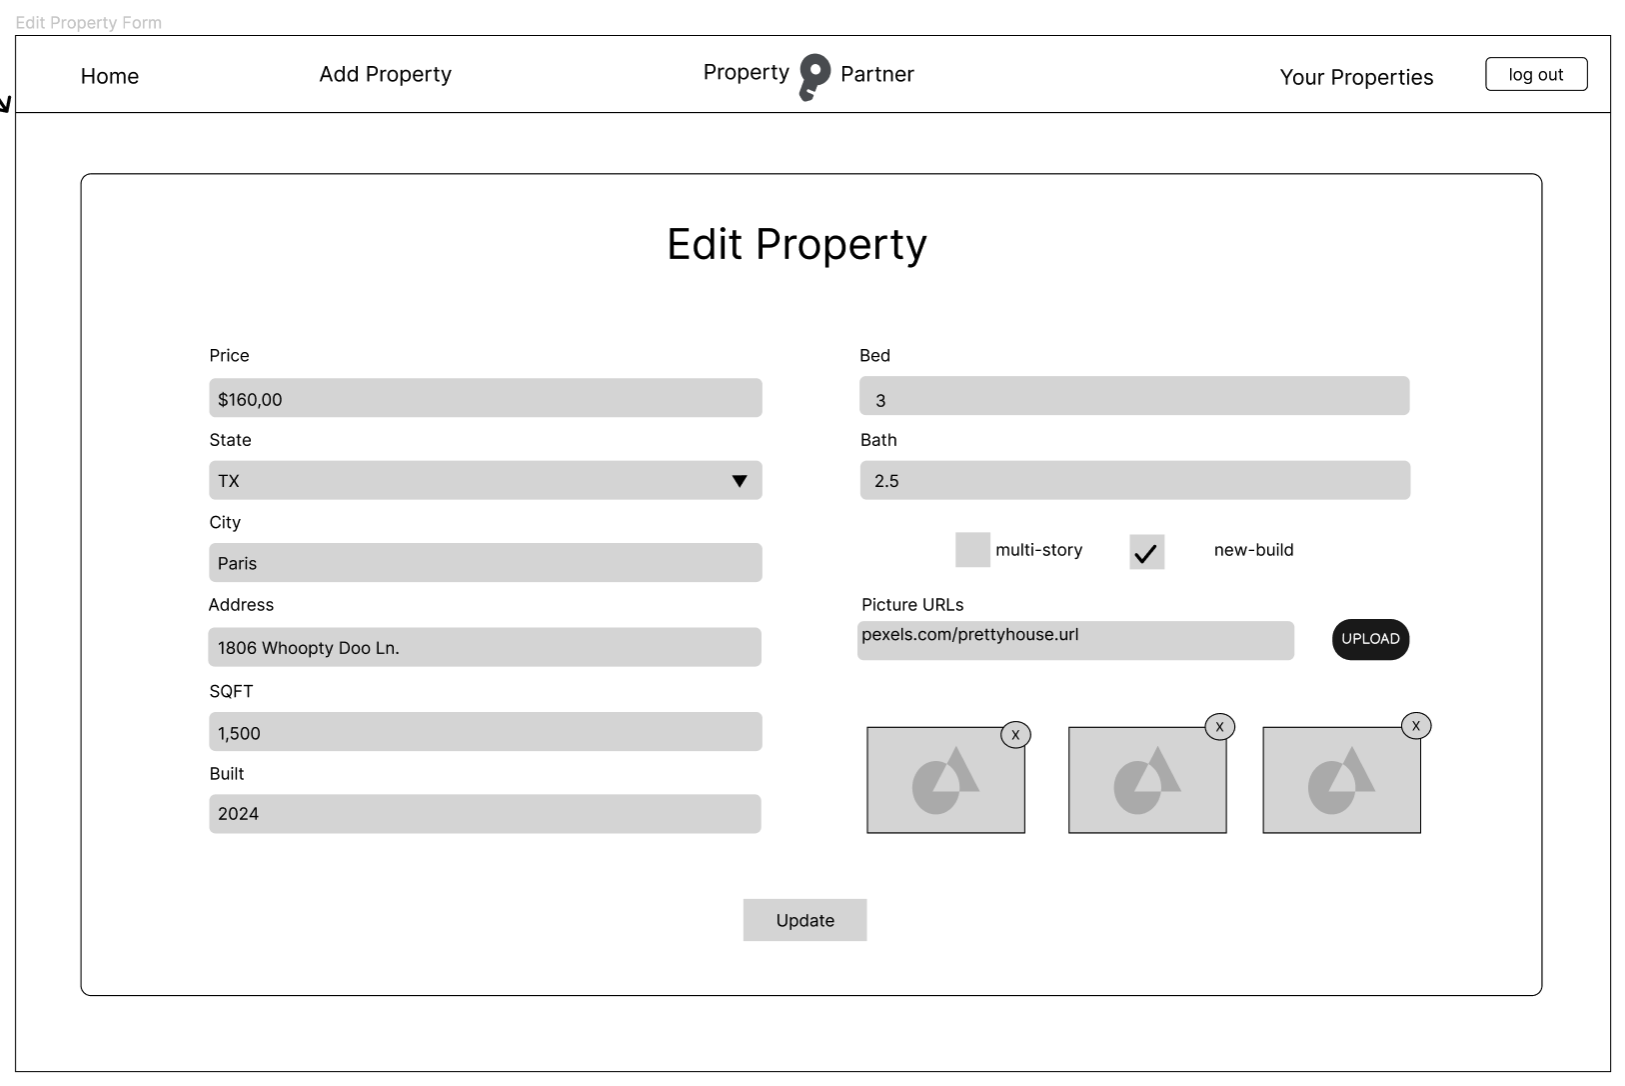 Edit Property Form
Home
Add Property
Property Partner
Your Properties
log out
Edit Property
Price
$160,00
State
TX
City
Paris
Address
1806 Whoopty Doo Ln.
SQFT
1,500
Built
2024
Bed
3
Bath
2.5
multi-story
new-build
Picture URLs
pexels.com/prettyhouse.url
UPLOAD
X
X
X
Update